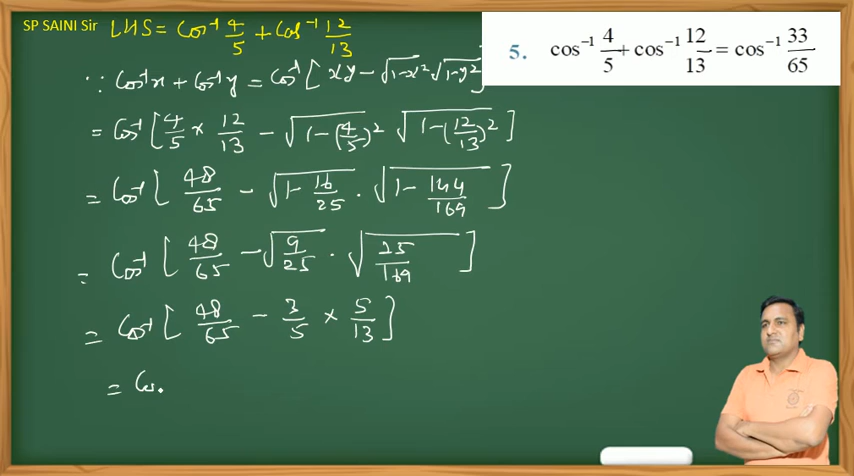 SP SAINI Sir LHS = Cos⁻¹ 4/5 + Cos⁻¹ 12/13
5. cos⁻¹ 4/5 + cos⁻¹ 12/13 = cos⁻¹ 33/65
∵ Cos⁻¹x + Cos⁻¹y = Cos⁻¹[xy - √1-x² √1-y²]
= Cos⁻¹[4/5 × 12/13 - √1-(4/5)² √1-(12/13)²]
= Cos⁻¹[48/65 - √1-16/25 · √1-144/169]
= Cos⁻¹[48/65 - √9/25 · √25/169]
= Cos⁻¹[48/65 - 3/5 × 5/13]
= Cos